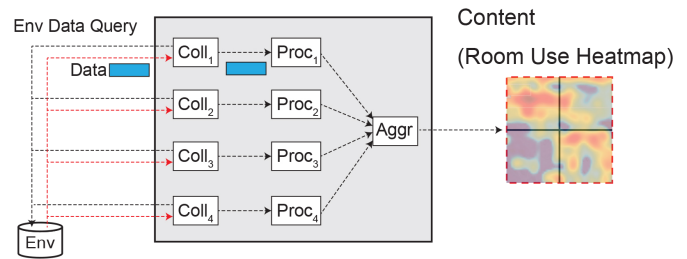 Env Data Query
Content
(Room Use Heatmap)
Data
Coll1
Proc1
Coll2
Proc2
Aggr
Coll3
Proc3
Coll4
Proc4
Env